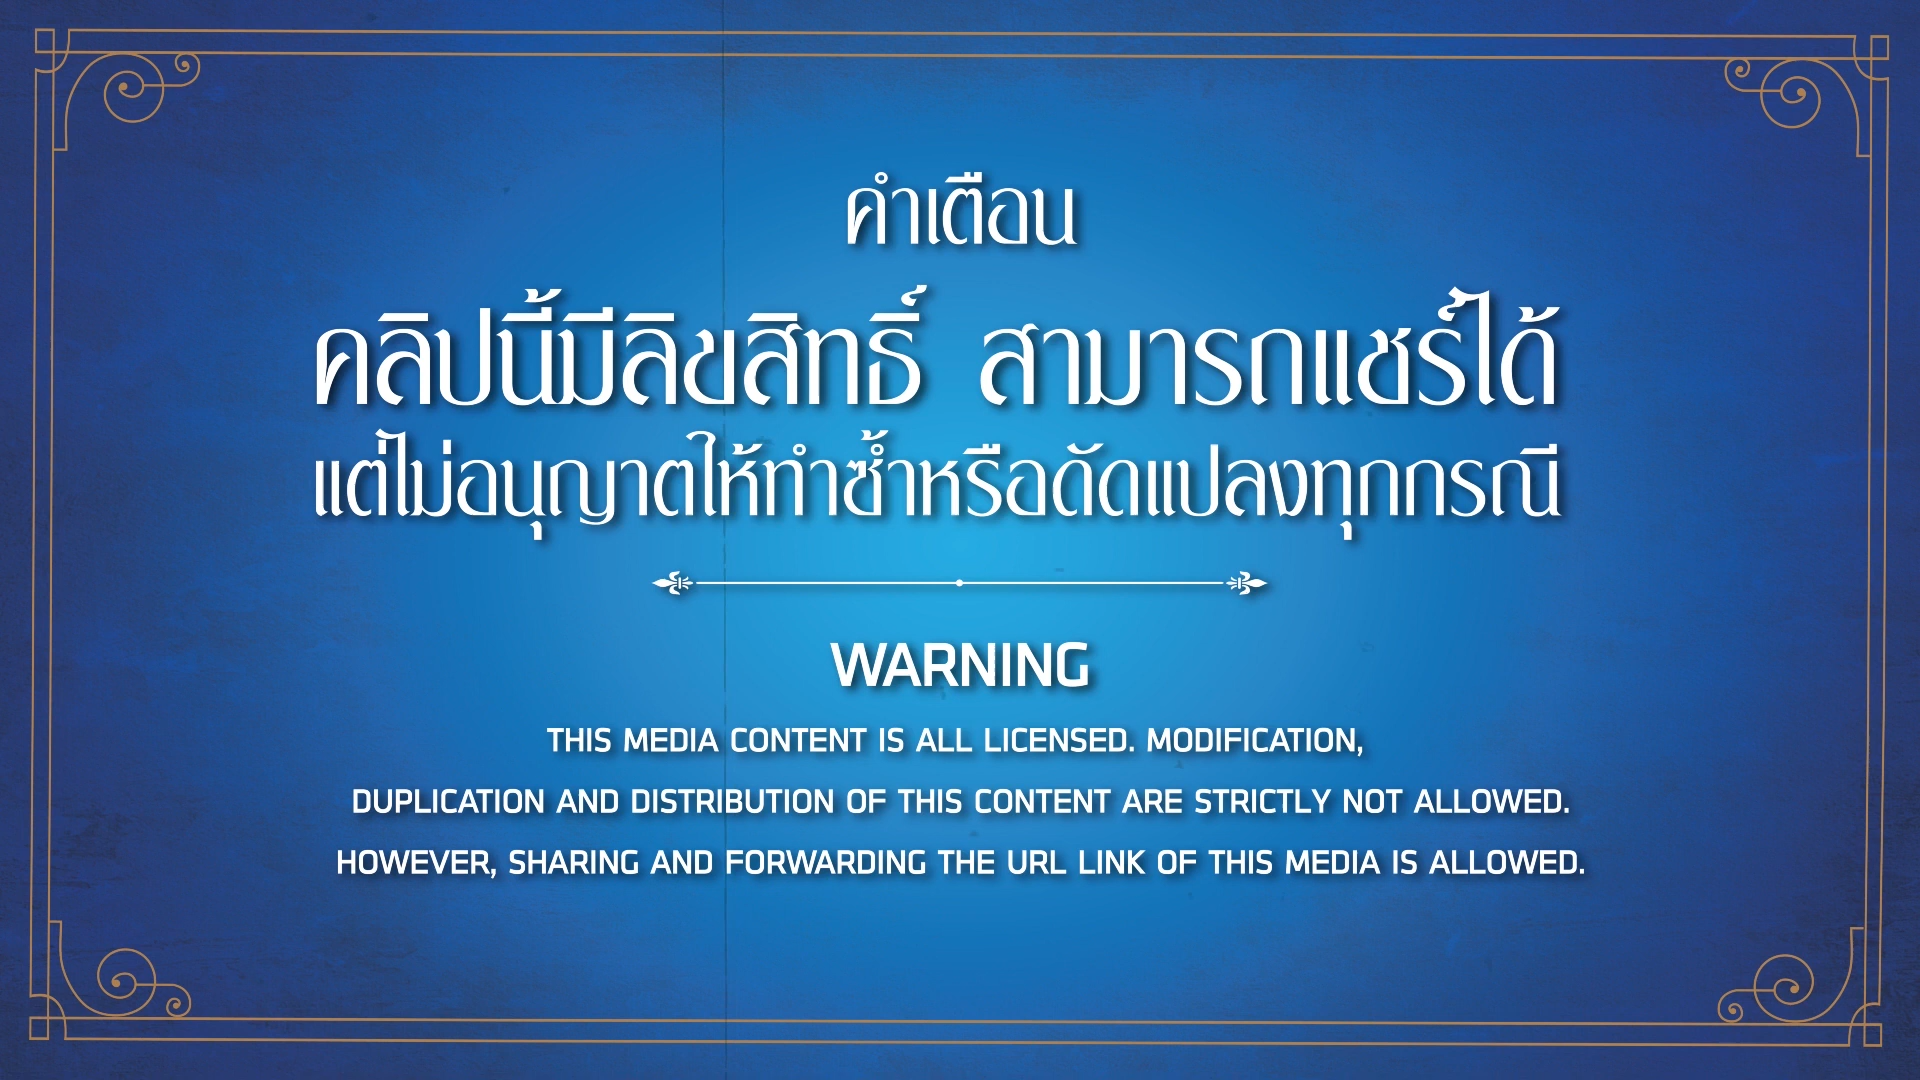 คำเตือน
คลิปนี้มีลิขสิทธิ์ สามารถแชร์ได้
แต่ไม่อนุญาตให้ทำซ้ำหรือดัดแปลงทุกกรณี
WARNING
THIS MEDIA CONTENT IS ALL LICENSED. MODIFICATION,
DUPLICATION AND DISTRIBUTION OF THIS CONTENT ARE STRICTLY NOT ALLOWED.
HOWEVER, SHARING AND FORWARDING THE URL LINK OF THIS MEDIA IS ALLOWED.